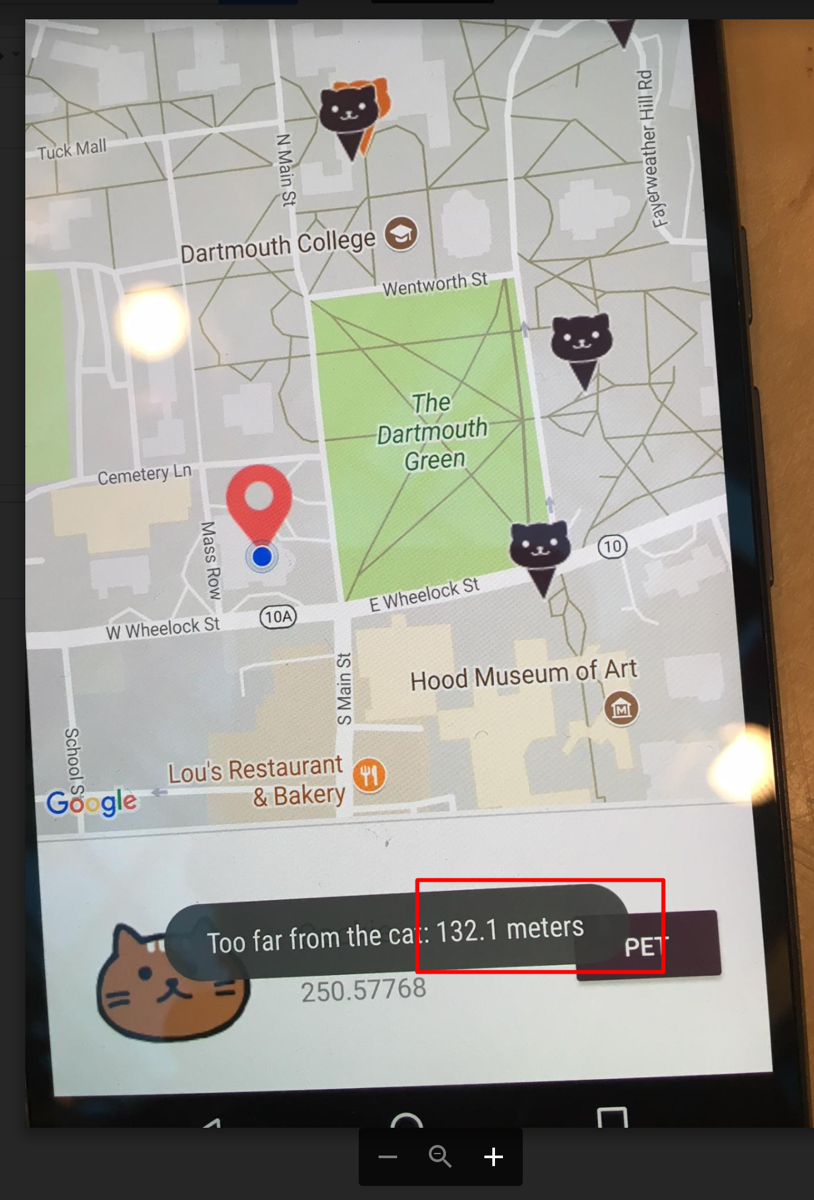 Tuck Mall
N Main St
Fayerweather Hill Rd
Dartmouth College
Wentworth St
The
Dartmouth
Green
Cemetery Ln
Mass Row
10
10A
E Wheelock St
W Wheelock St
S Main St
Hood Museum of Art
M
School S
Lou's Restaurant
& Bakery
Google
Too far from the cat: 132.1 meters
PET
250.57768